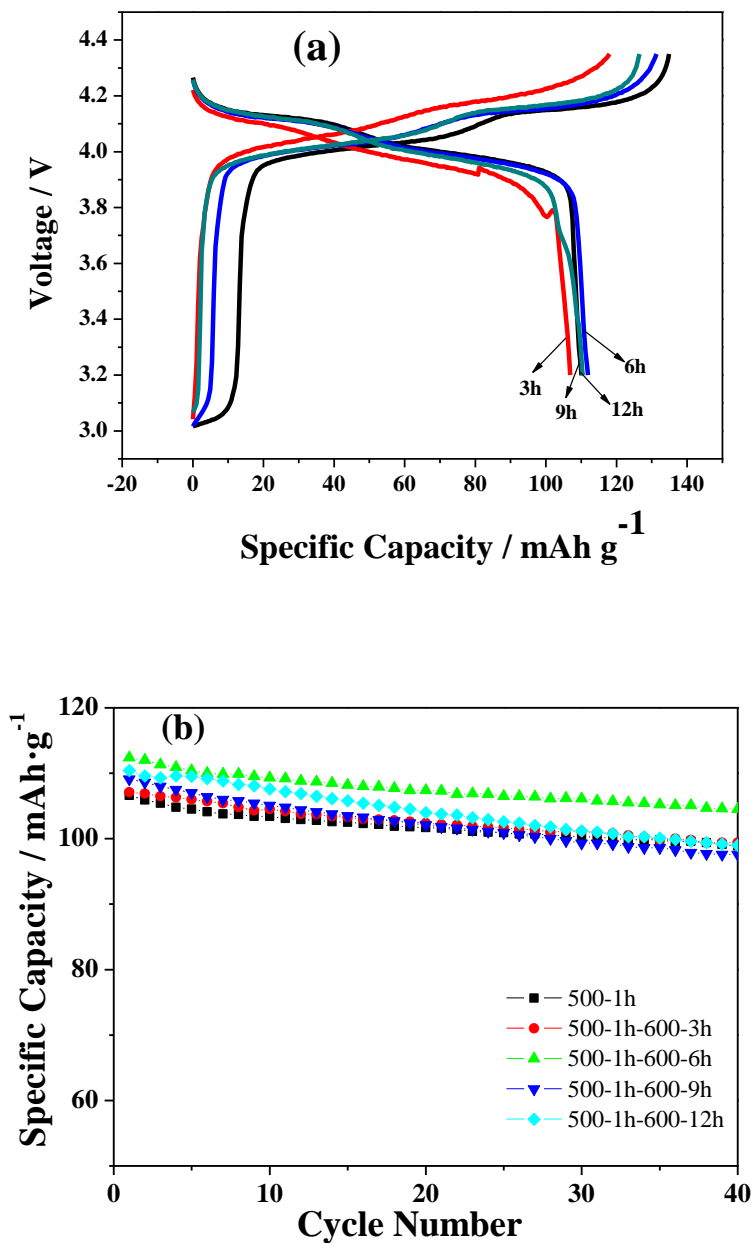 (a)
4.4
4.2
4.0
3.8
3.6
3.4
3.2
3.0
Voltage / V
3h
9h
12h
6h
-20 0 20 40 60 80 100 120 140
Specific Capacity / mAh g-1
(b)
120
100
80
60
Specific Capacity / mAh·g-1
500-1h
500-1h-600-3h
500-1h-600-6h
500-1h-600-9h
500-1h-600-12h
0 10 20 30 40
Cycle Number